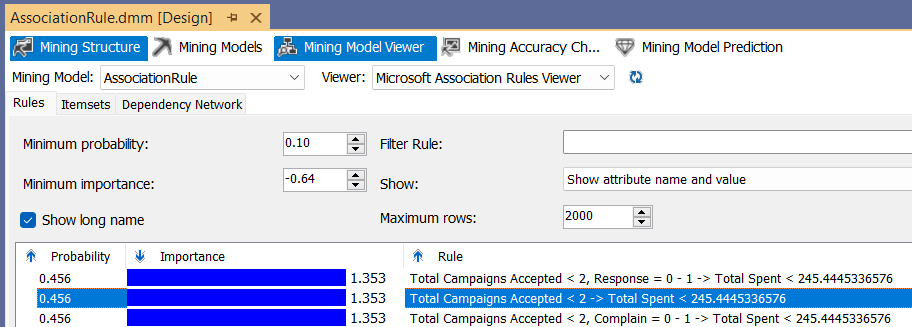 AssociationRule.dmm [Design]
Mining Structure Mining Models Mining Model Viewer Mining Accuracy Ch... Mining Model Prediction
Mining Model: AssociationRule Viewer: Microsoft Association Rules Viewer
Rules Itemsets Dependency Network
Minimum probability: 0.10 Filter Rule:
Minimum importance: -0.64 Show: Show attribute name and value
Show long name Maximum rows: 2000
Probability Importance Rule
0.456 1.353 Total Campaigns Accepted < 2, Response = 0 - 1 -> Total Spent < 245.4445336576
0.456 1.353 Total Campaigns Accepted < 2 -> Total Spent < 245.4445336576
0.456 1.353 Total Campaigns Accepted < 2, Complain = 0 - 1 -> Total Spent < 245.4445336576